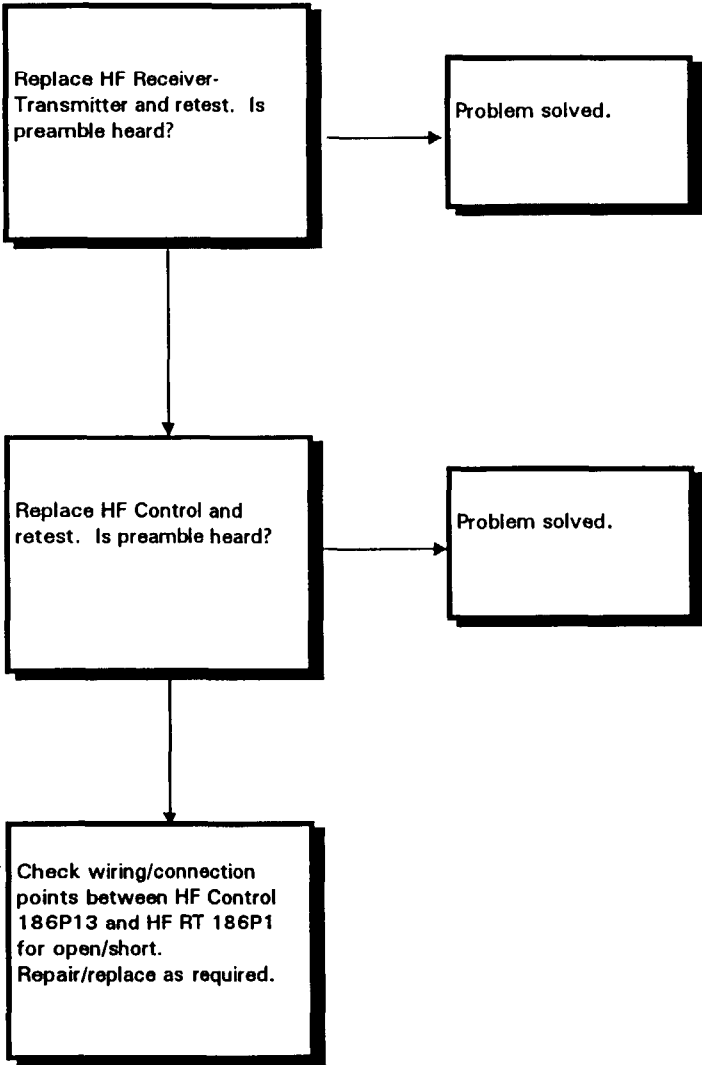 Replace HF Receiver-
Transmitter and retest. Is
preamble heard?
Problem solved.
Replace HF Control and
retest. Is preamble heard?
Problem solved.
Check wiring/connection
points between HF Control
186P13 and HF RT 186P1
for open/short.
Repair/replace as required.